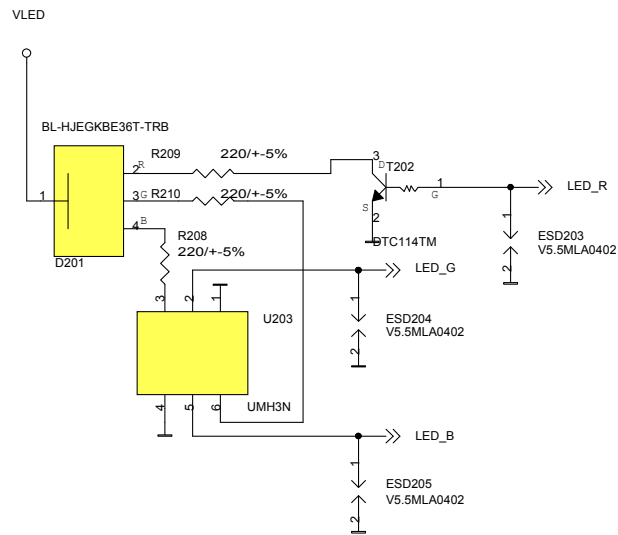 VLED
BL-HJEGKBE36T-TRB
1
2
R
R209
220/+-5%
3
G
R210
220/+-5%
4
B
R208
220/+-5%
D201
3
D
T202
1
G
S
2
DTC114TM
LED_R
1
ESD203
V5.5MLA0402
2
LED_G
1
ESD204
V5.5MLA0402
2
3
2
1
U203
UMH3N
4
5
6
LED_B
1
ESD205
V5.5MLA0402
2